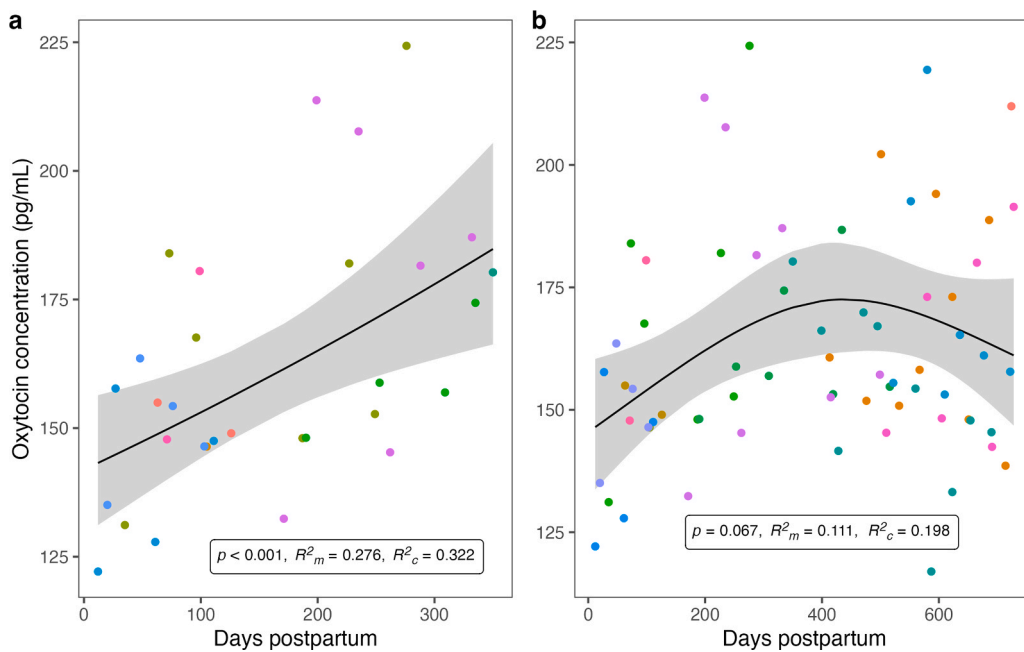 a
Oxytocin concentration (pg/mL)
225
200
175
150
125
p < 0.001, R²ₘ = 0.276, R²c = 0.322
0 100 200 300
Days postpartum
b
225
200
175
150
125
p = 0.067, R²ₘ = 0.111, R²c = 0.198
0 200 400 600
Days postpartum